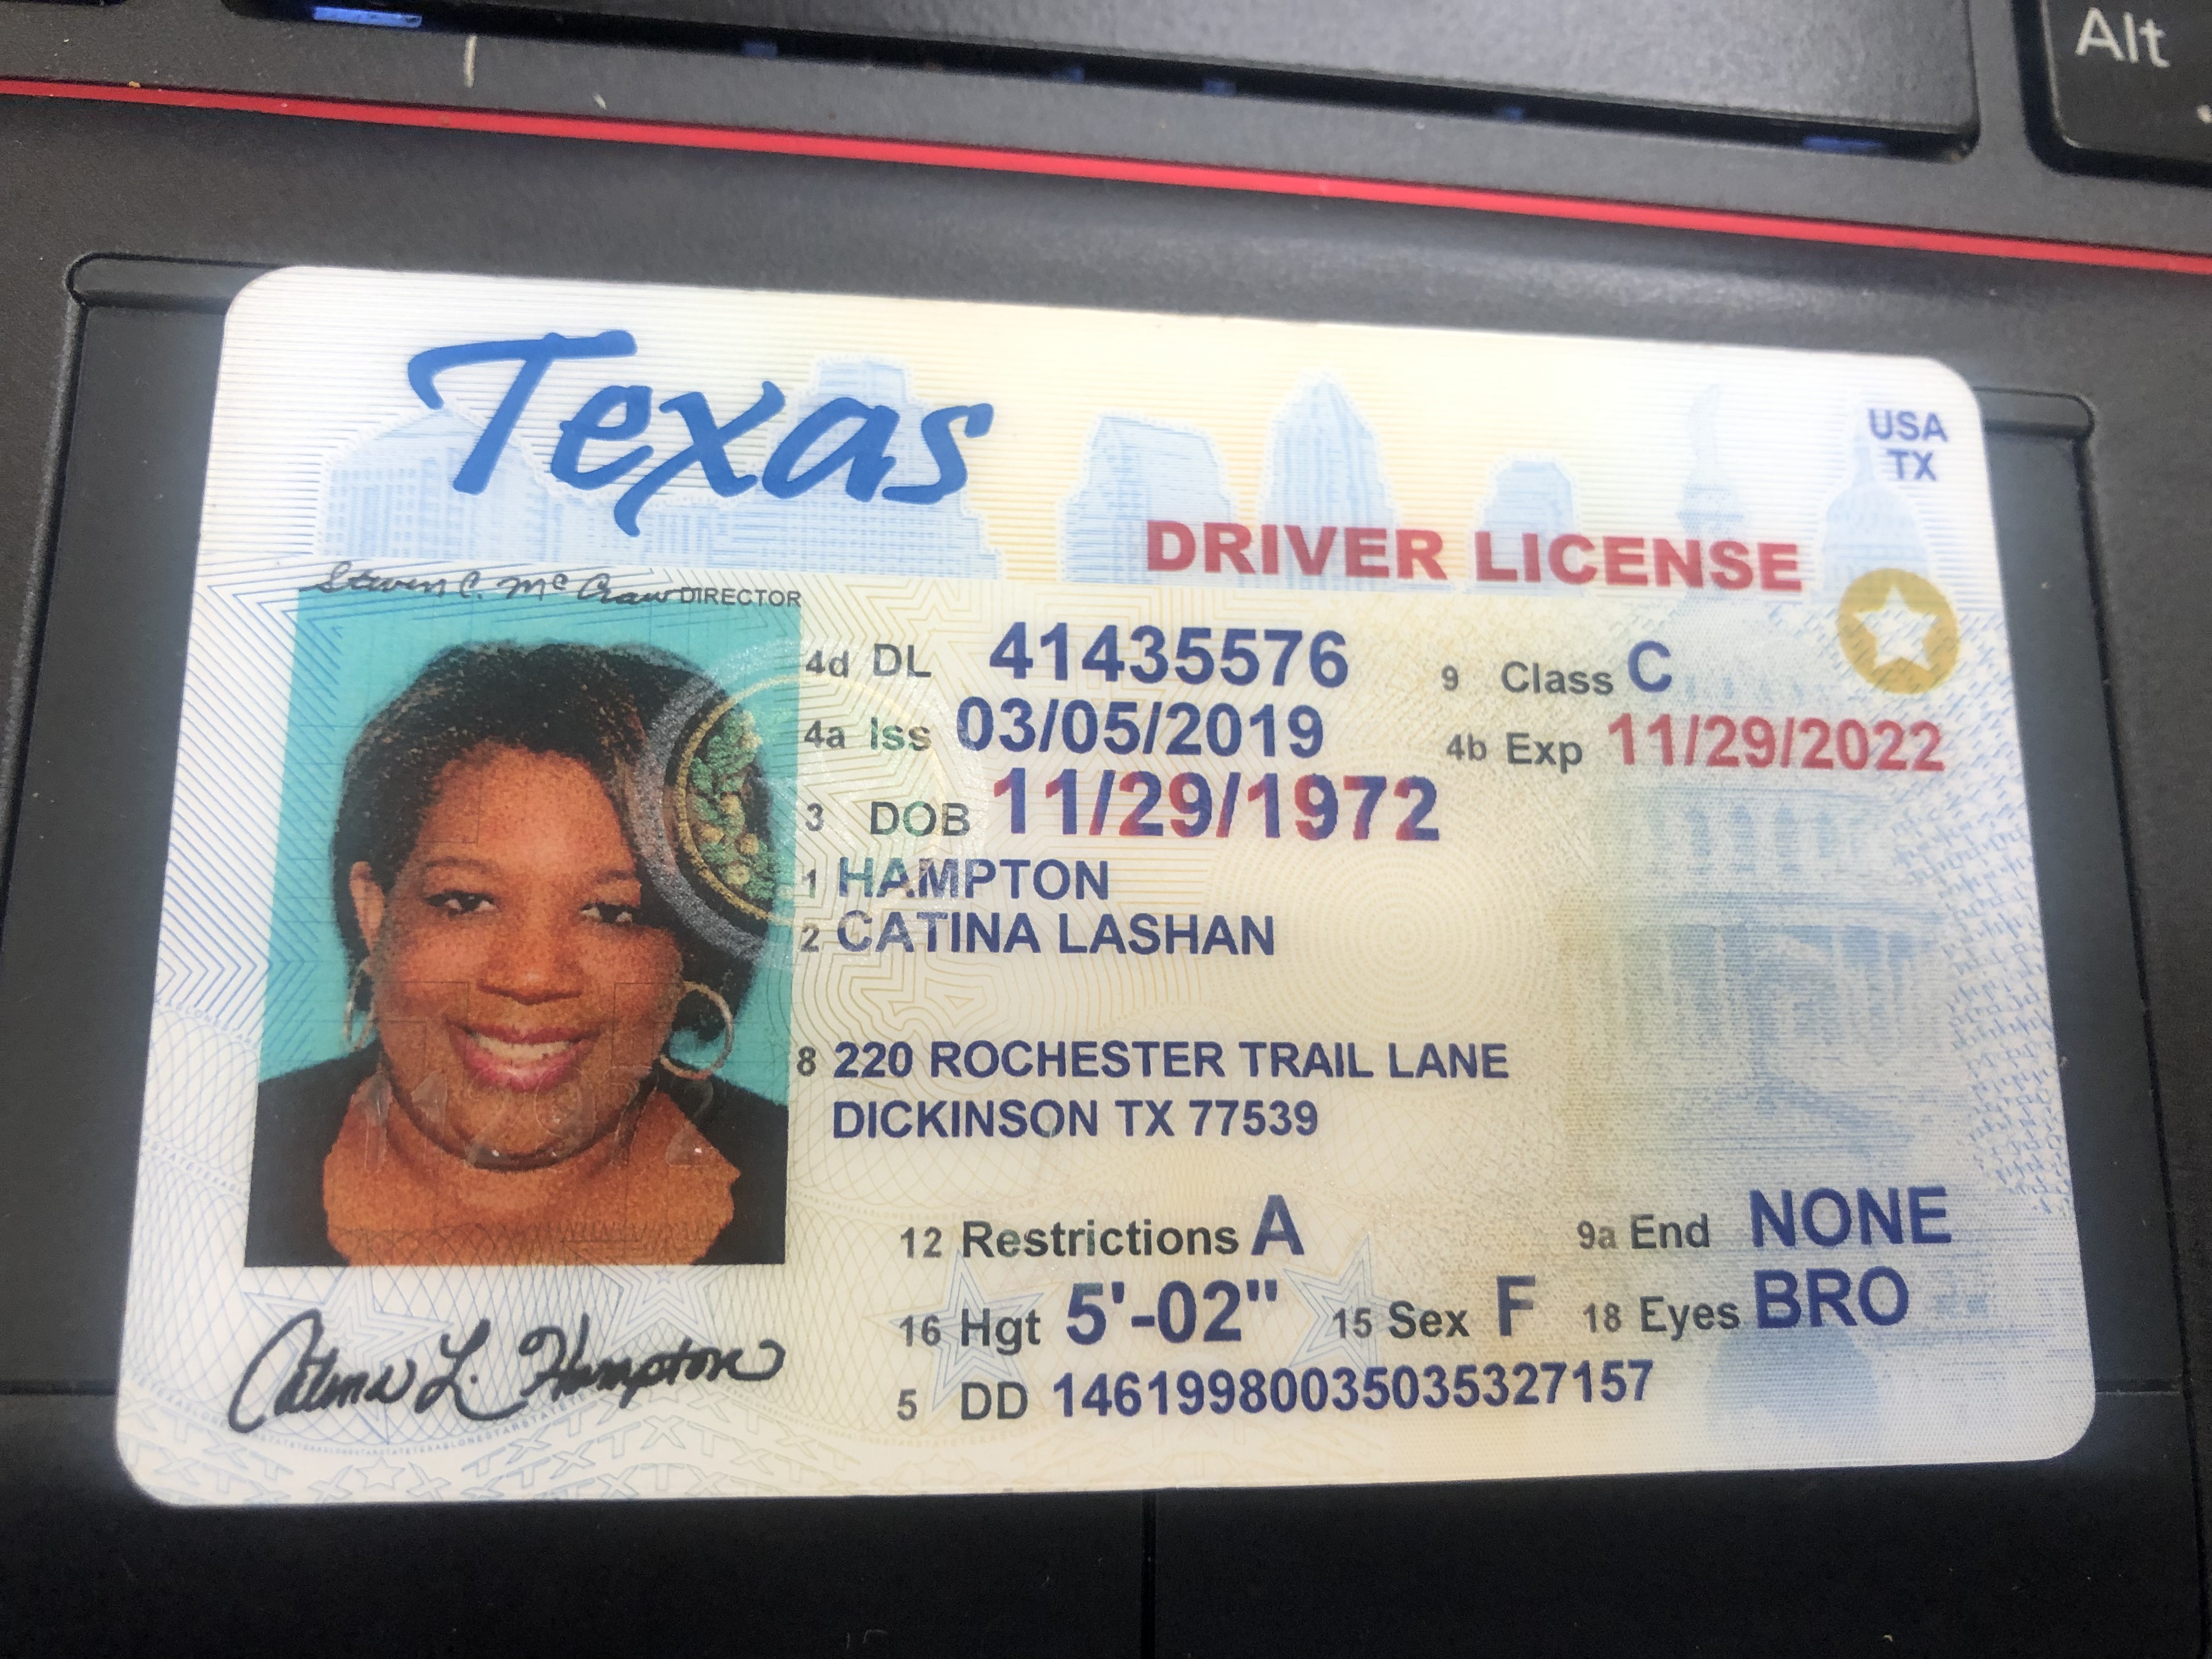 Texas
USA
TX
DRIVER LICENSE
DIRECTOR
4d DL 41435576 9 Class C
4a Iss 03/05/2019 4b Exp 11/29/2022
3 DOB 11/29/1972
1 HAMPTON
2 CATINA LASHAN
8 220 ROCHESTER TRAIL LANE
DICKINSON TX 77539
12 Restrictions A 9a End NONE
16 Hgt 5'-02" 15 Sex F 18 Eyes BRO
5 DD 14619980035035327157
Catina L. Hampton
Alt